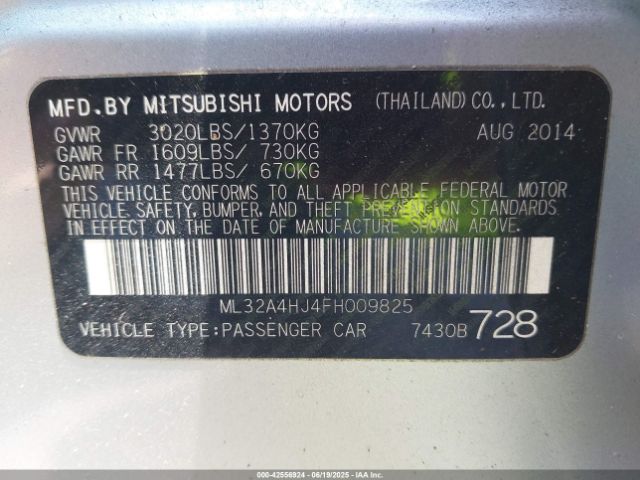 MFD.BY MITSUBISHI MOTORS (THAILAND)CO.,LTD.
GVWR 3020LBS/1370KG AUG 2014
GAWR FR 1609LBS/ 730KG
GAWR RR 1477LBS/ 670KG
THIS VEHICLE CONFORMS TO ALL APPLICABLE FEDERAL MOTOR
VEHICLE SAFETY, BUMPER, AND THEFT PREVENTION STANDARDS
IN EFFECT ON THE DATE OF MANUFACTURE SHOWN ABOVE.
ML32A4HJ4FH009825
VEHICLE TYPE:PASSENGER CAR 7430B 728
000-42556924 | 06/19/2025 - IAA Inc.